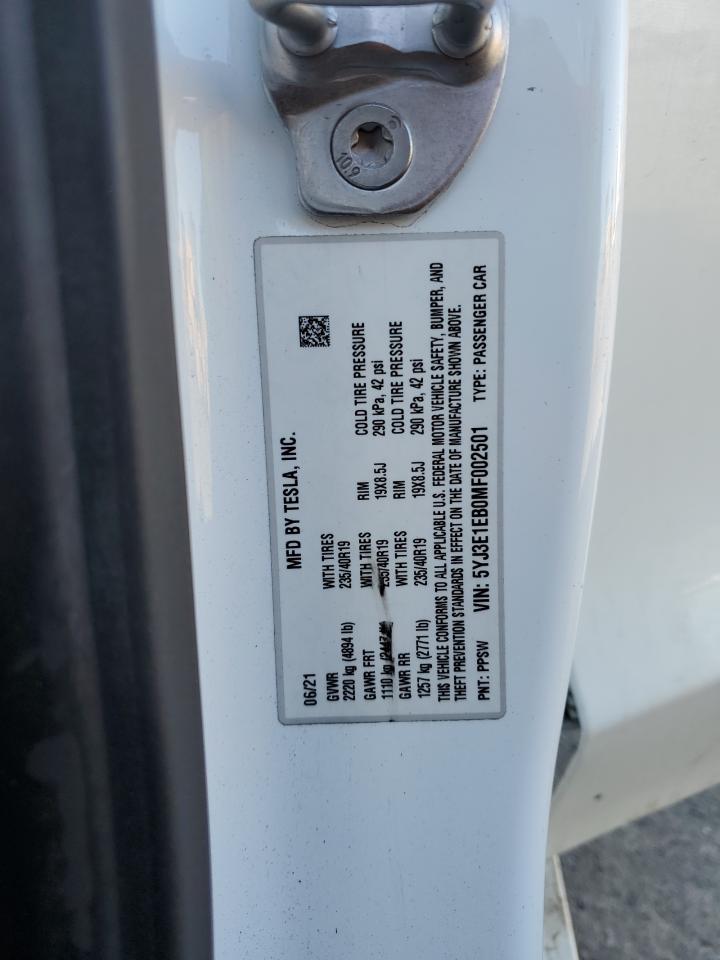 10.9
MFD BY TESLA, INC.
06/21
GVWR WITH TIRES RIM COLD TIRE PRESSURE
2220 kg (4894 lb) 235/40R19 19X8.5J 290 kPa, 42 psi
GAWR FRT WITH TIRES RIM COLD TIRE PRESSURE
1110 kg 235/40R19 19X8.5J 290 kPa, 42 psi
GAWR RR WITH TIRES
1257 kg (2771 lb) 235/40R19
THIS VEHICLE CONFORMS TO ALL APPLICABLE U.S. FEDERAL MOTOR VEHICLE SAFETY, BUMPER, AND
THEFT PREVENTION STANDARDS IN EFFECT ON THE DATE OF MANUFACTURE SHOWN ABOVE.
PNT: PPSW VIN: 5YJ3E1EB0MF002501 TYPE: PASSENGER CAR